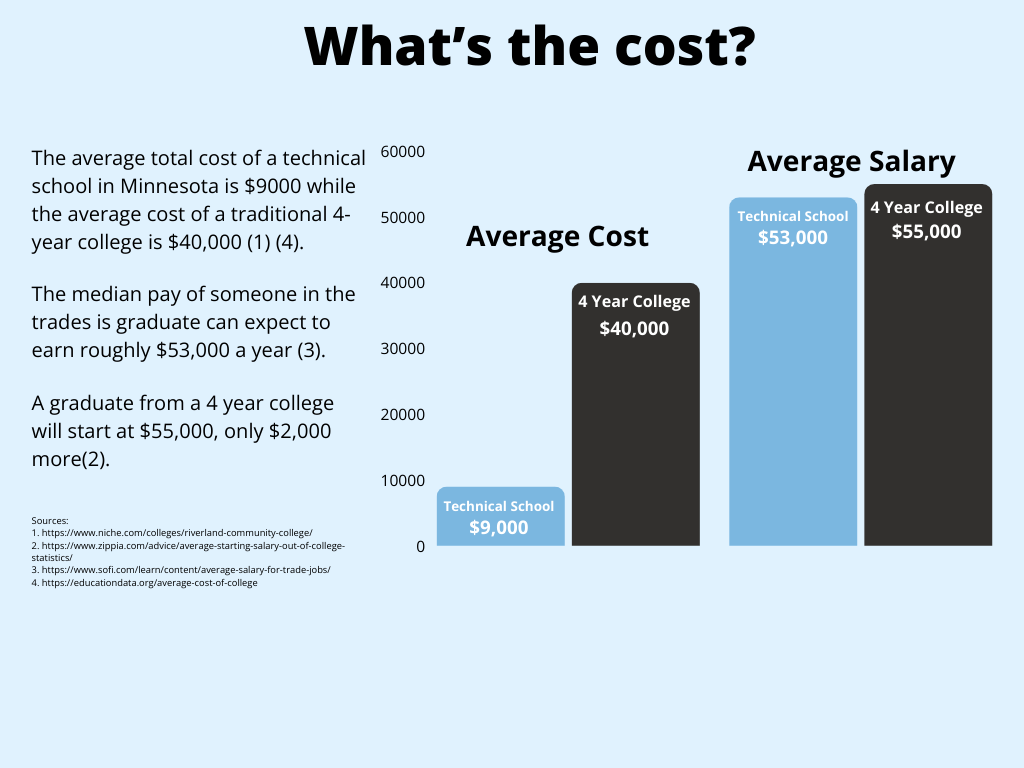 What’s the cost?
The average total cost of a technical
school in Minnesota is $9000 while
the average cost of a traditional 4-
year college is $40,000 (1) (4).
The median pay of someone in the
trades is graduate can expect to
earn roughly $53,000 a year (3).
A graduate from a 4 year college
will start at $55,000, only $2,000
more(2).
Sources:
1. https://www.niche.com/colleges/riverland-community-college/
2. https://www.zippia.com/advice/average-starting-salary-out-of-college-
statistics/
3. https://www.sofi.com/learn/content/average-salary-for-trade-jobs/
4. https://educationdata.org/average-cost-of-college
60000
50000
40000
30000
20000
10000
0
Average Cost
Technical School
$9,000
4 Year College
$40,000
Average Salary
Technical School
$53,000
4 Year College
$55,000